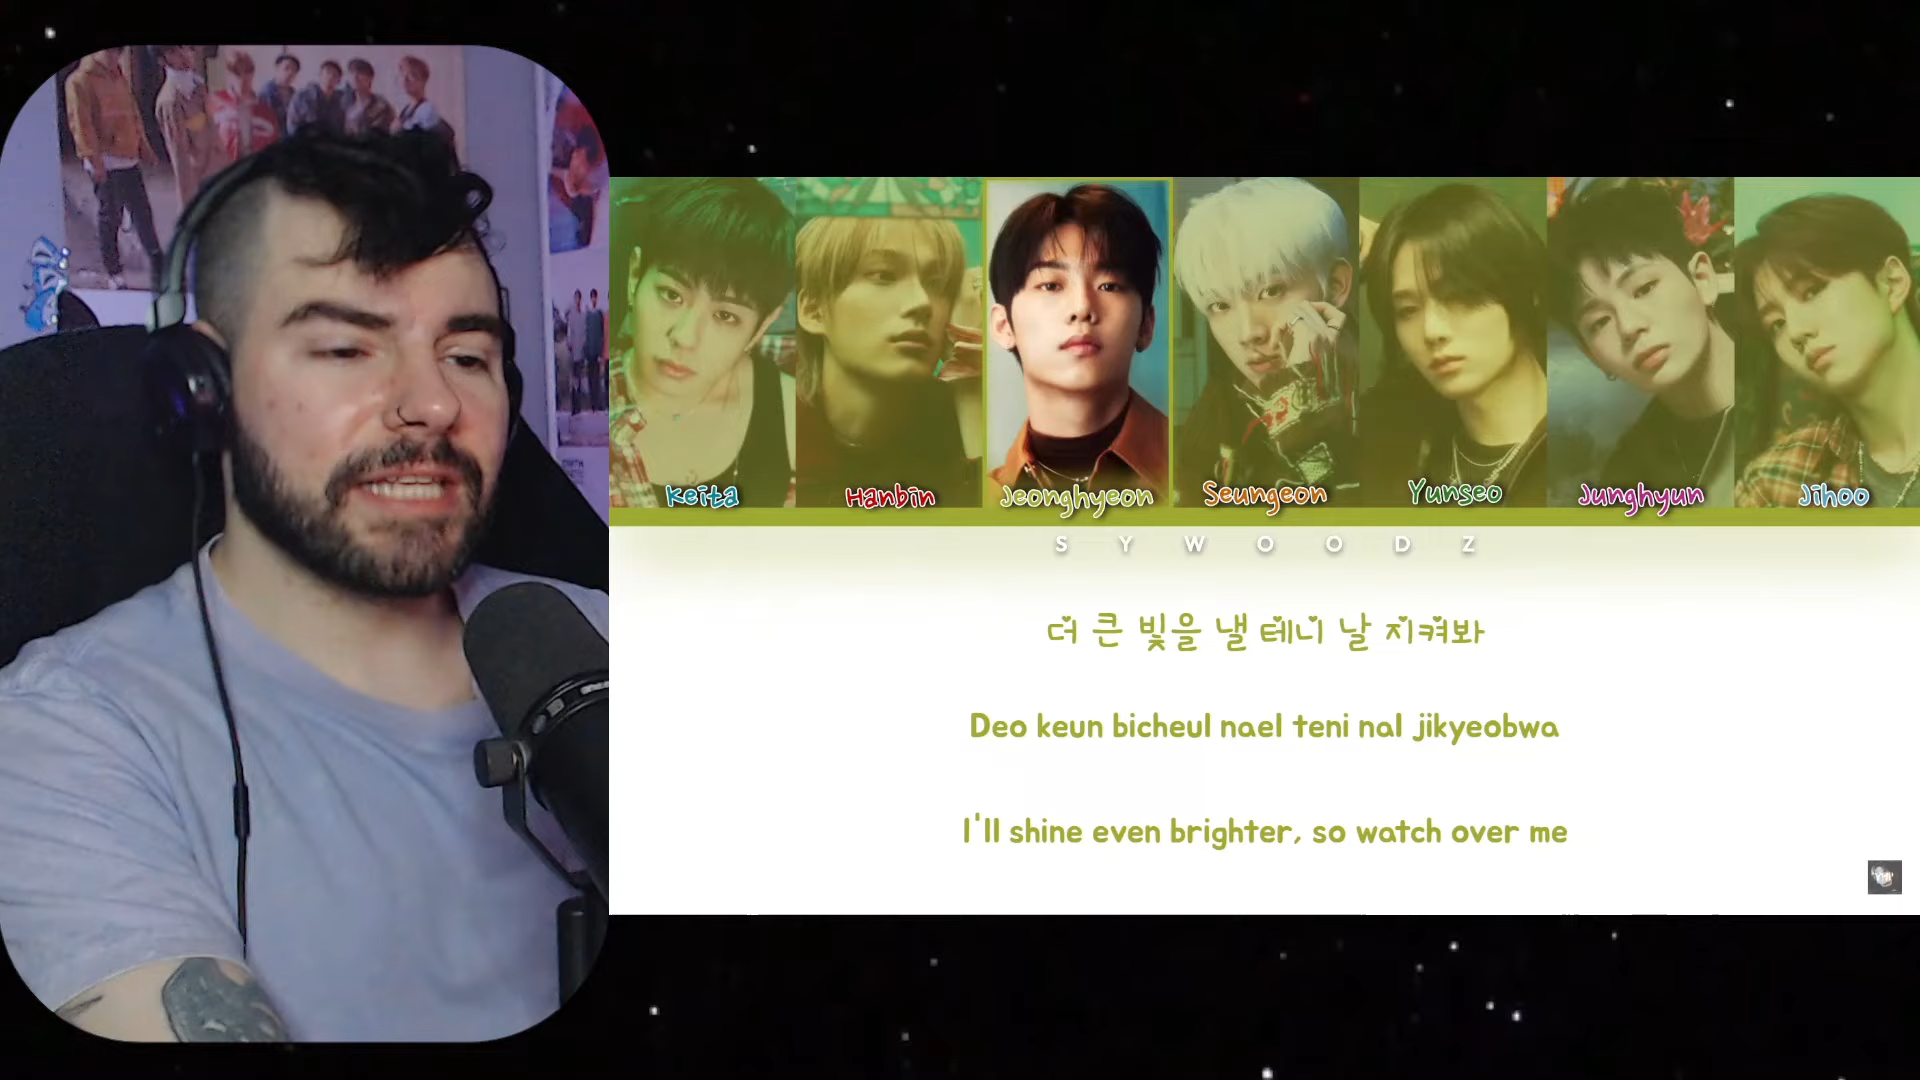 Keita
Hanbin
Jeonghyeon
Seungeon
Yunseo
Junghyun
Jihoo
SYWOODZ
더 큰 빛을 낼 테니 날 지켜봐
Deo keun bicheul nael teni nal jikyeobwa
I'll shine even brighter, so watch over me